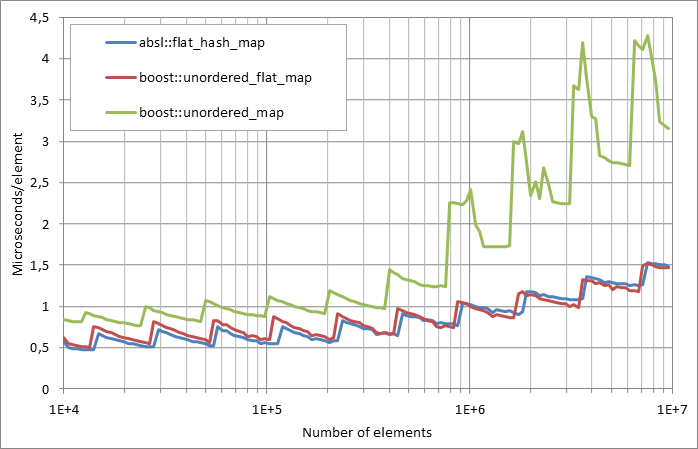 4,5
4
3,5
3
2,5
2
1,5
1
0,5
0
Microseconds/element
absl::flat_hash_map
boost::unordered_flat_map
boost::unordered_map
1E+4
1E+5
1E+6
1E+7
Number of elements